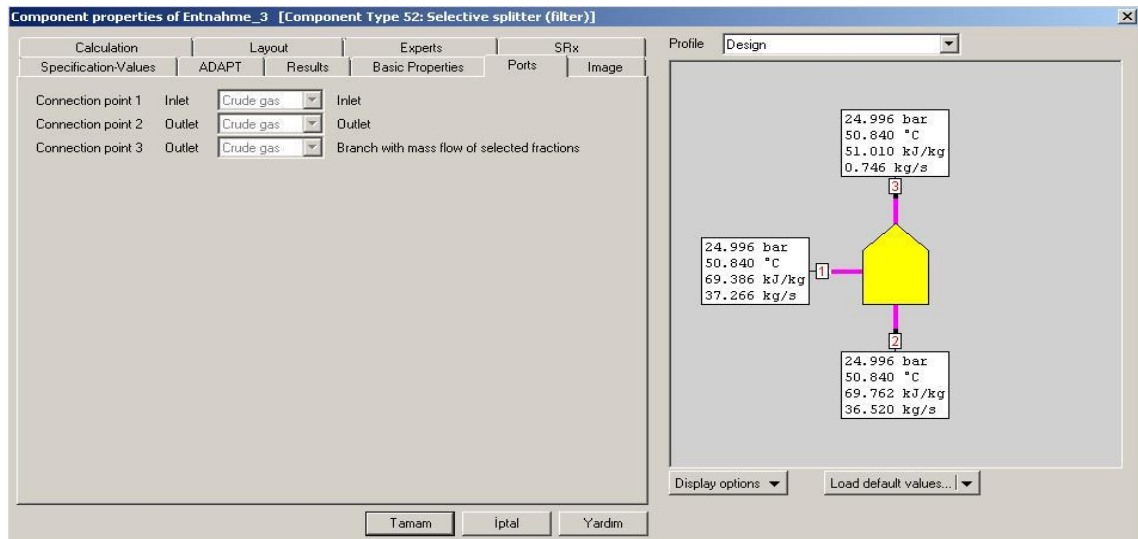 Component properties of Entnahme_3 [Component Type 52: Selective splitter (filter)]
Calculation Layout Experts SRx
Specification-Values ADAPT Results Basic Properties Ports Image
Connection point 1 Inlet Crude gas Inlet
Connection point 2 Outlet Crude gas Outlet
Connection point 3 Outlet Crude gas Branch with mass flow of selected fractions
Tamam İptal Yardım
Profile Design
24.996 bar
50.840 °C
51.010 kJ/kg
0.746 kg/s
3
24.996 bar
50.840 °C
69.386 kJ/kg
37.266 kg/s
1
2
24.996 bar
50.840 °C
69.762 kJ/kg
36.520 kg/s
Display options Load default values...